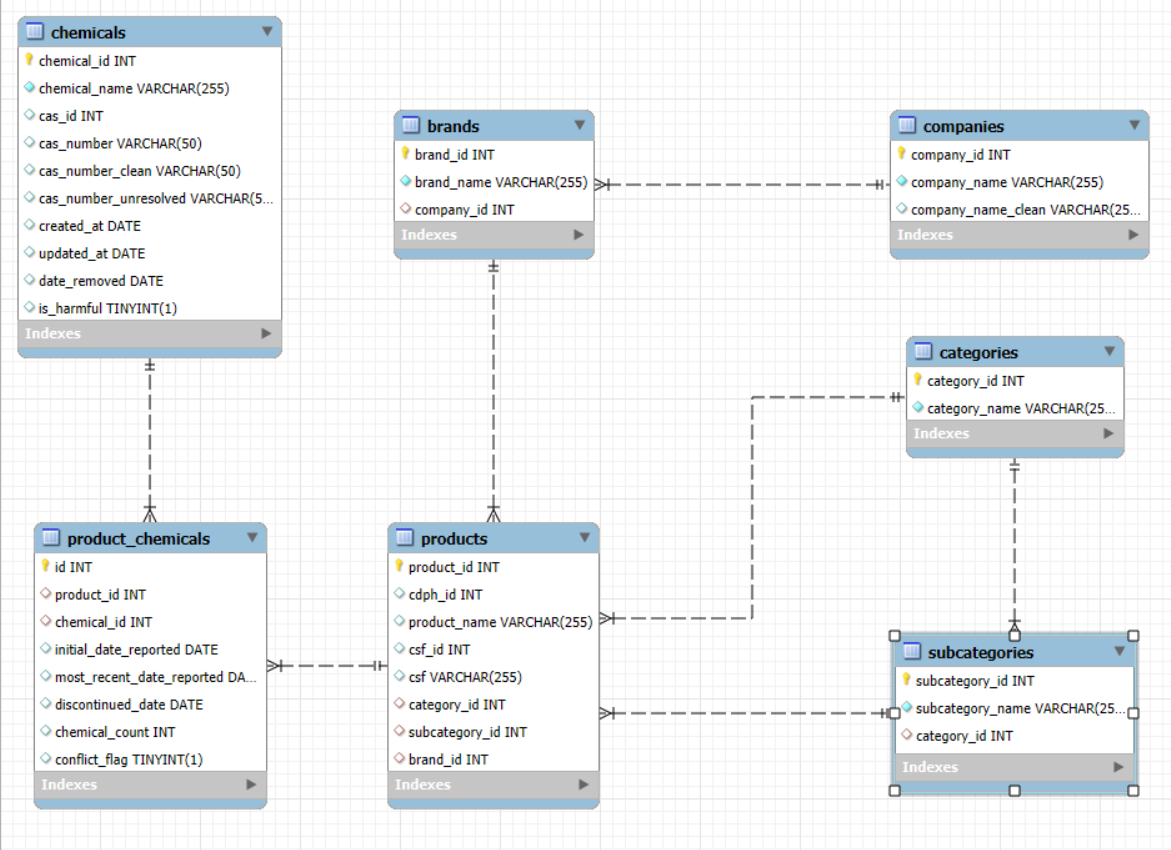 chemicals
chemical_id INT
chemical_name VARCHAR(255)
cas_id INT
cas_number VARCHAR(50)
cas_number_clean VARCHAR(50)
cas_number_unresolved VARCHAR(5...
created_at DATE
updated_at DATE
date_removed DATE
is_harmful TINYINT(1)
Indexes
brands
brand_id INT
brand_name VARCHAR(255)
company_id INT
Indexes
companies
company_id INT
company_name VARCHAR(255)
company_name_clean VARCHAR(25...
Indexes
categories
category_id INT
category_name VARCHAR(25...
Indexes
product_chemicals
id INT
product_id INT
chemical_id INT
initial_date_reported DATE
most_recent_date_reported DA...
discontinued_date DATE
chemical_count INT
conflict_flag TINYINT(1)
Indexes
products
product_id INT
cdph_id INT
product_name VARCHAR(255)
csf_id INT
csf VARCHAR(255)
category_id INT
subcategory_id INT
brand_id INT
Indexes
subcategories
subcategory_id INT
subcategory_name VARCHAR(25...
category_id INT
Indexes